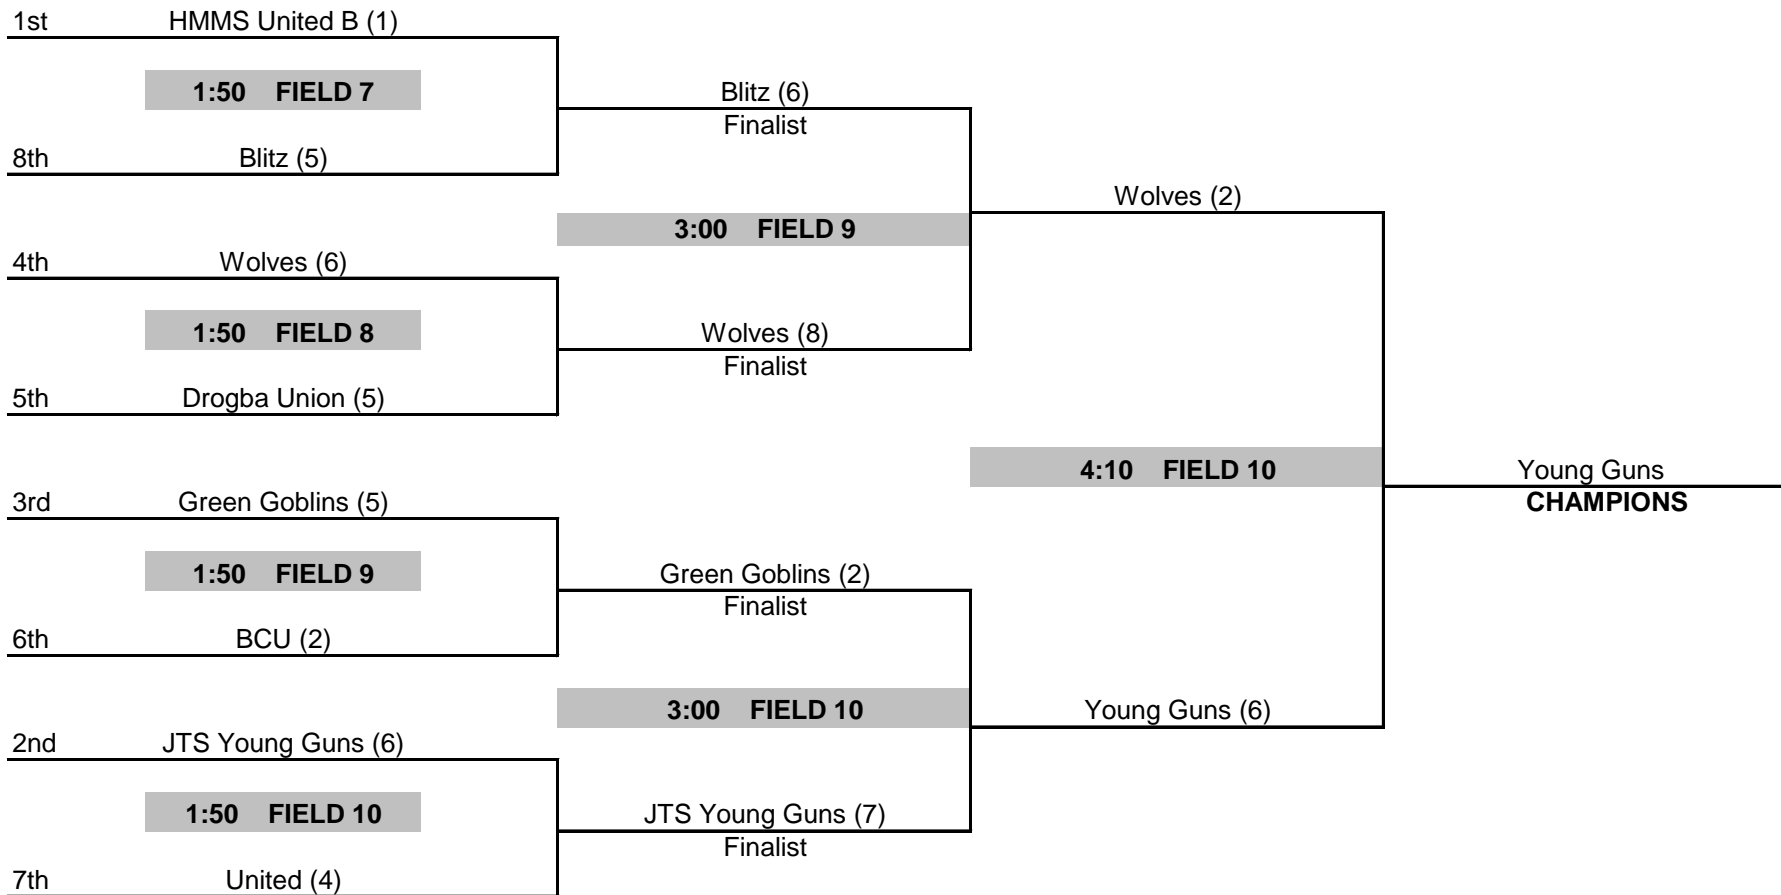 1st HMMS United B (1)
1:50 FIELD 7
Blitz (6)
Finalist
8th Blitz (5)
Wolves (2)
3:00 FIELD 9
4th Wolves (6)
1:50 FIELD 8
Wolves (8)
Finalist
5th Drogba Union (5)
4:10 FIELD 10
Young Guns
CHAMPIONS
3rd Green Goblins (5)
1:50 FIELD 9
Green Goblins (2)
Finalist
6th BCU (2)
3:00 FIELD 10
Young Guns (6)
2nd JTS Young Guns (6)
1:50 FIELD 10
JTS Young Guns (7)
Finalist
7th United (4)